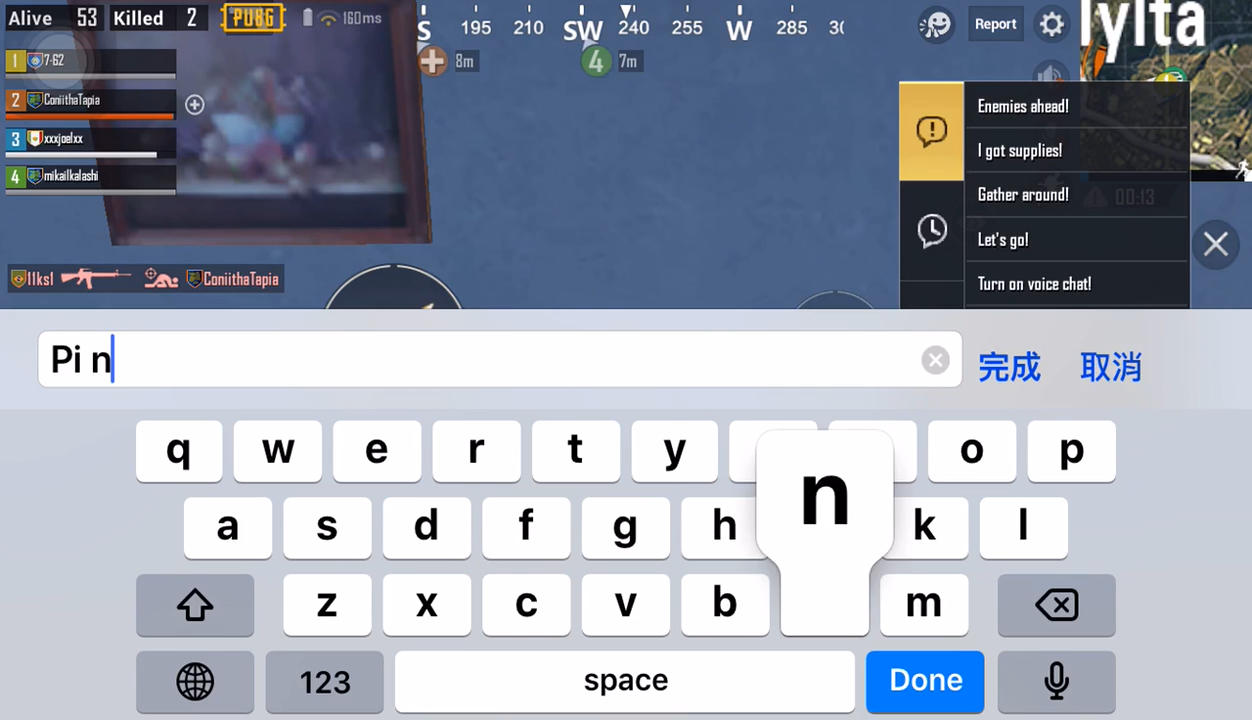 Alive 53 Killed 2 PUBG 160ms
S 195 210 SW 240 255 W 285
Report
lylta
1 7-62
2 ConiithaTapia
3 xxxjoelxx
4 mikailkalashi
8m
4 7m
Enemies ahead!
I got supplies!
Gather around!
Let's go!
Turn on voice chat!
00:13
11ks1 ConiithaTapia
Pi n
完成 取消
q w e r t y o p
a s d f g h k l
n
z x c v b m
123 space Done